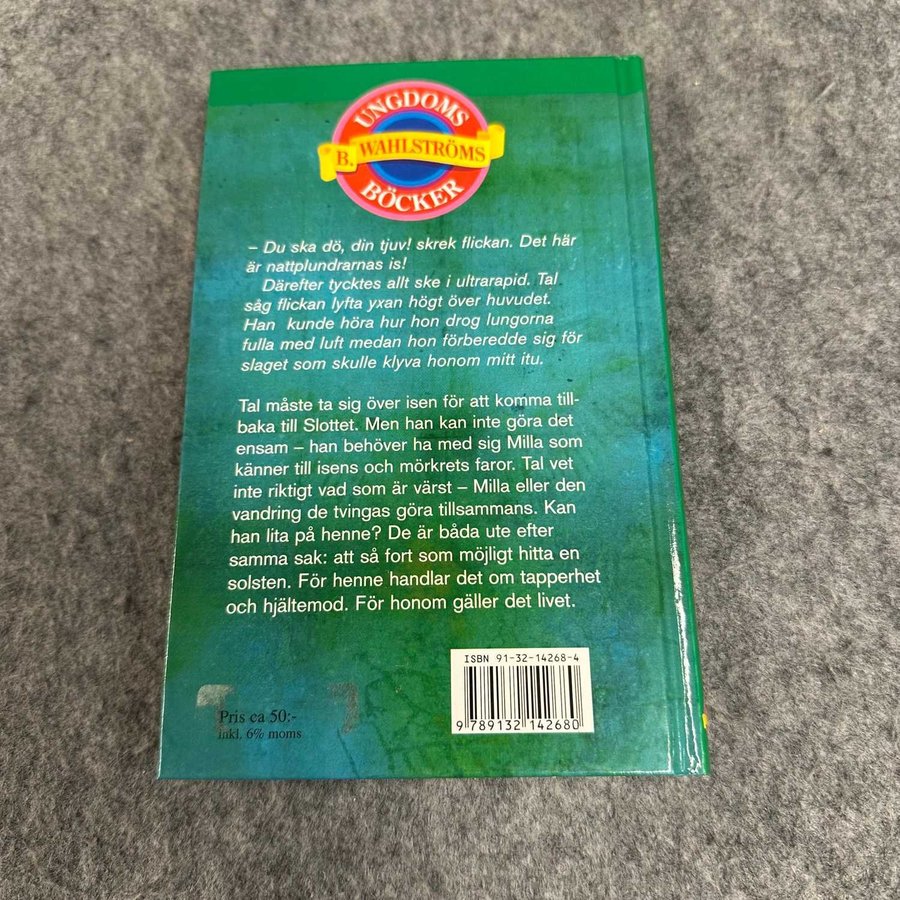 UNGDOMS
B. WAHLSTRÖMS
BÖCKER
– Du ska dö, din tjuv! skrek flickan. Det här
är nattplundrarnas is!
Därefter tycktes allt ske i ultrarapid. Tal
såg flickan lyfta yxan högt över huvudet.
Han kunde höra hur hon drog lungorna
fulla med luft medan hon förberedde sig för
slaget som skulle klyva honom mitt itu.
Tal måste ta sig över isen för att komma till-
baka till Slottet. Men han kan inte göra det
ensam – han behöver ha med sig Milla som
känner till isens och mörkrets faror. Tal vet
inte riktigt vad som är värst – Milla eller den
vandring de tvingas göra tillsammans. Kan
han lita på henne? De är båda ute efter
samma sak: att så fort som möjligt hitta en
solsten. För henne handlar det om tapperhet
och hjältemod. För honom gäller det livet.
ISBN 91-32-14268-4
9 789132 142680
Pris ca 50:-
inkl. 6% moms